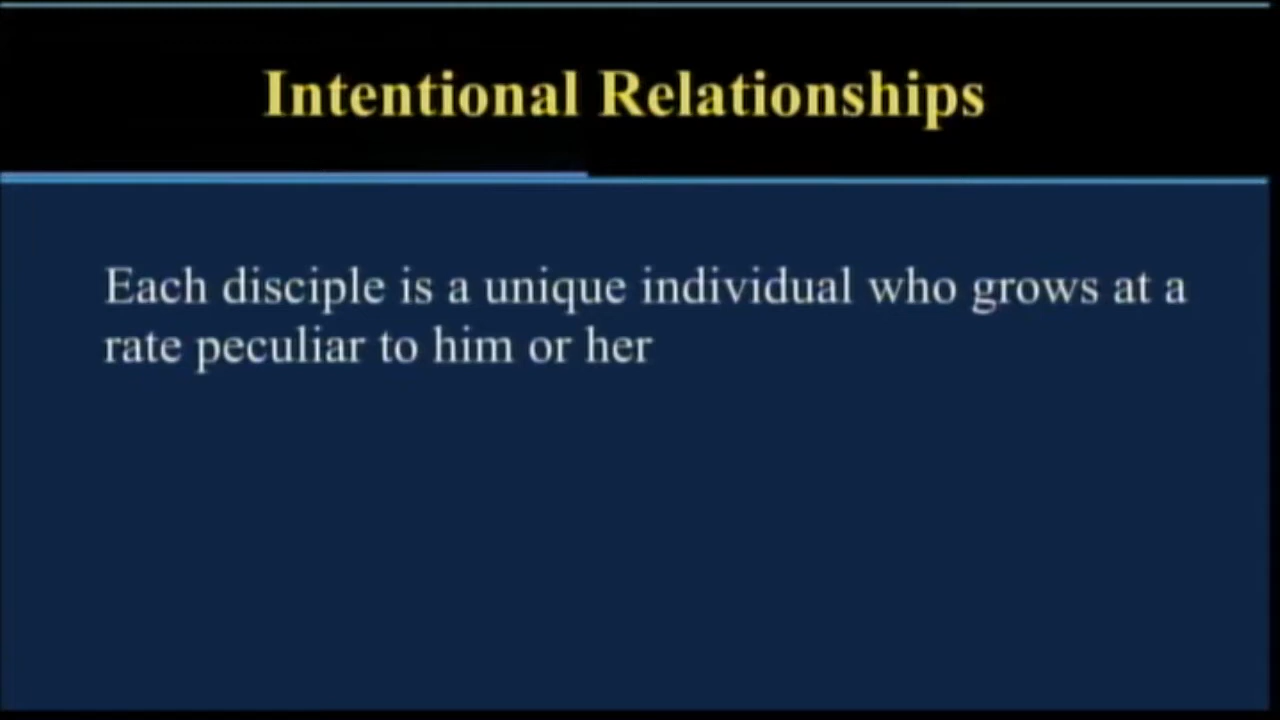 Intentional Relationships
Each disciple is a unique individual who grows at a
rate peculiar to him or her